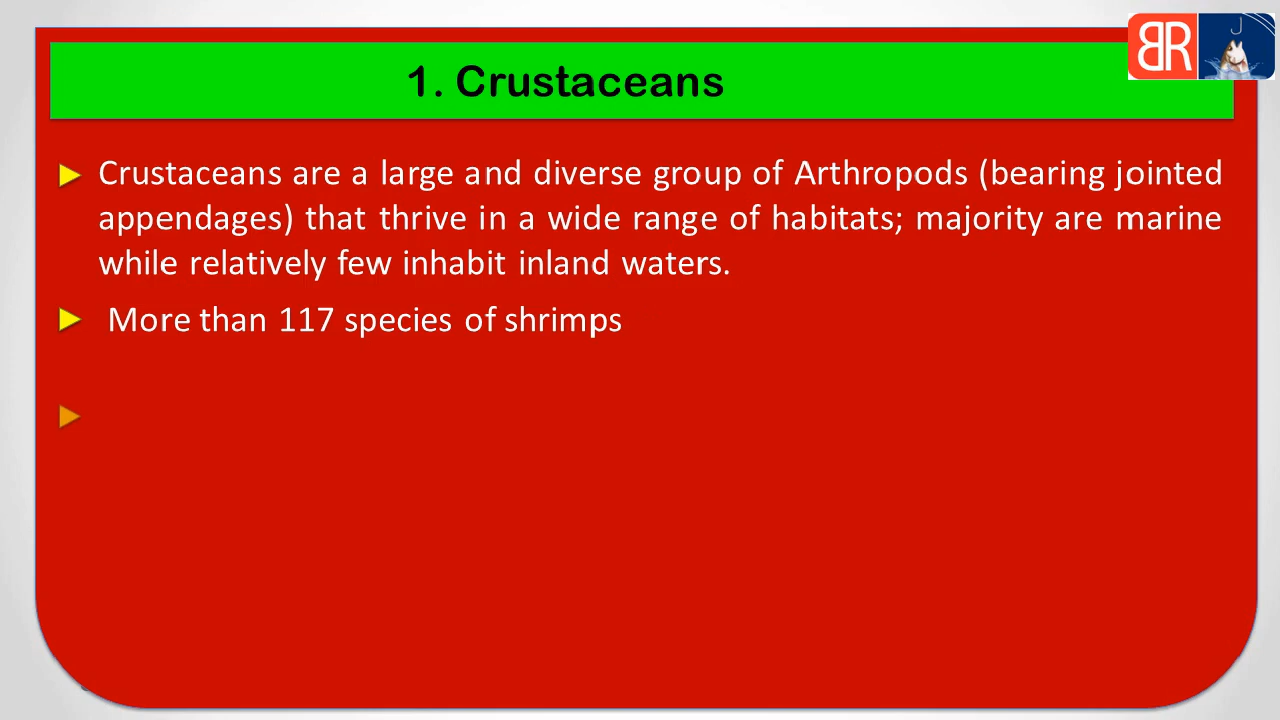 BR
1. Crustaceans
Crustaceans are a large and diverse group of Arthropods (bearing jointed
appendages) that thrive in a wide range of habitats; majority are marine
while relatively few inhabit inland waters.
More than 117 species of shrimps